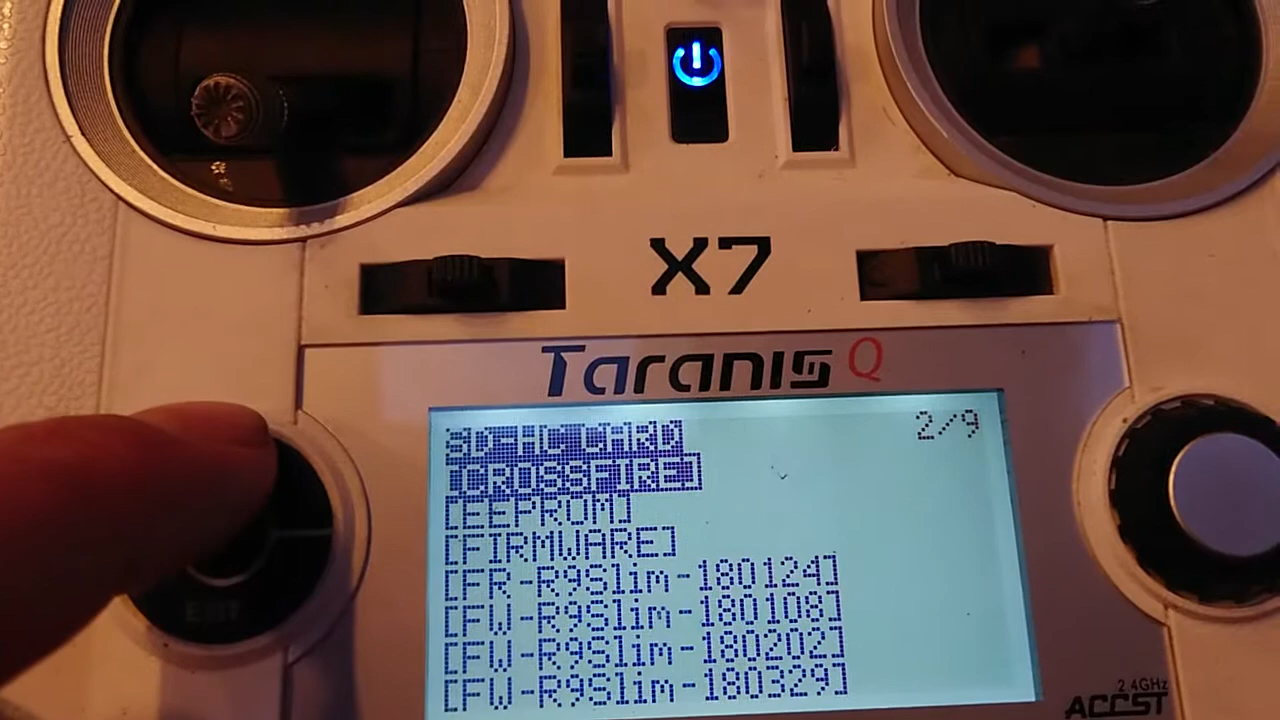 X7
Taranis Q
SD-HC CARD 2/9
[CROSSFIRE]
[EEPROM]
[FIRMWARE]
[FR-R9Slim-180124]
[FW-R9Slim-180108]
[FW-R9Slim-180202]
[FW-R9Slim-180329]
EXIT
2.4GHz
ACCST